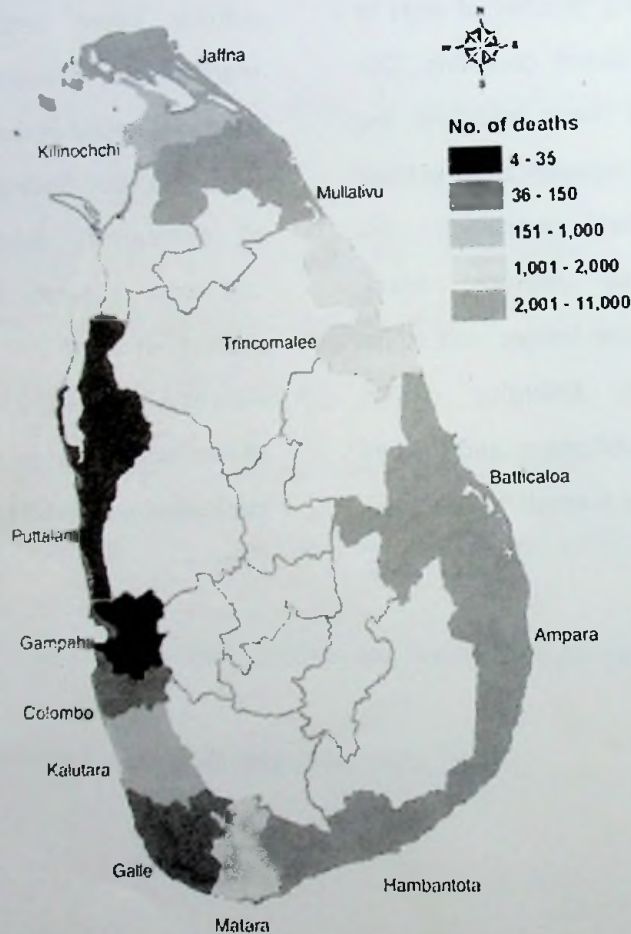 N
W E
S
No. of deaths
4 - 35
36 - 150
151 - 1,000
1,001 - 2,000
2,001 - 11,000
Jaffna
Kilinochchi
Mullativu
Trincomalee
Batticaloa
Puttalam
Ampara
Gampaha
Colombo
Kalutara
Galle
Hambantota
Matara